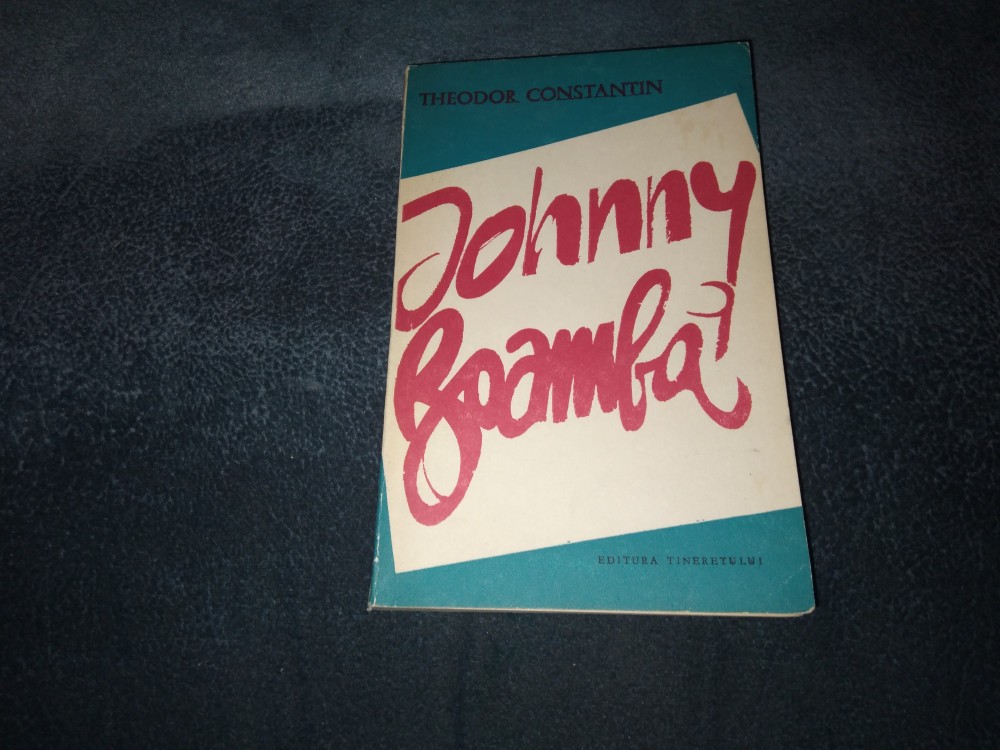 THEODOR CONSTANTIN
Johnny
Boambă
EDITURA TINERETULUI